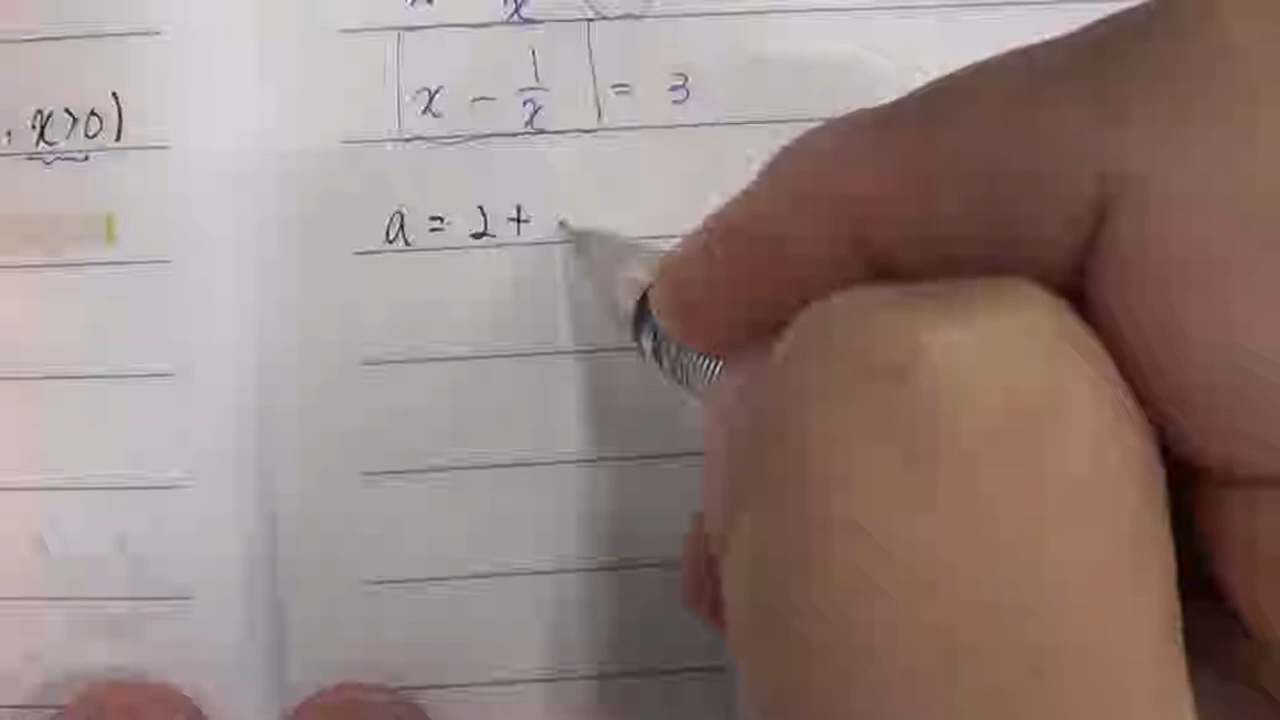 |x - 1/x| = 3
, x>0)
a = 2 +